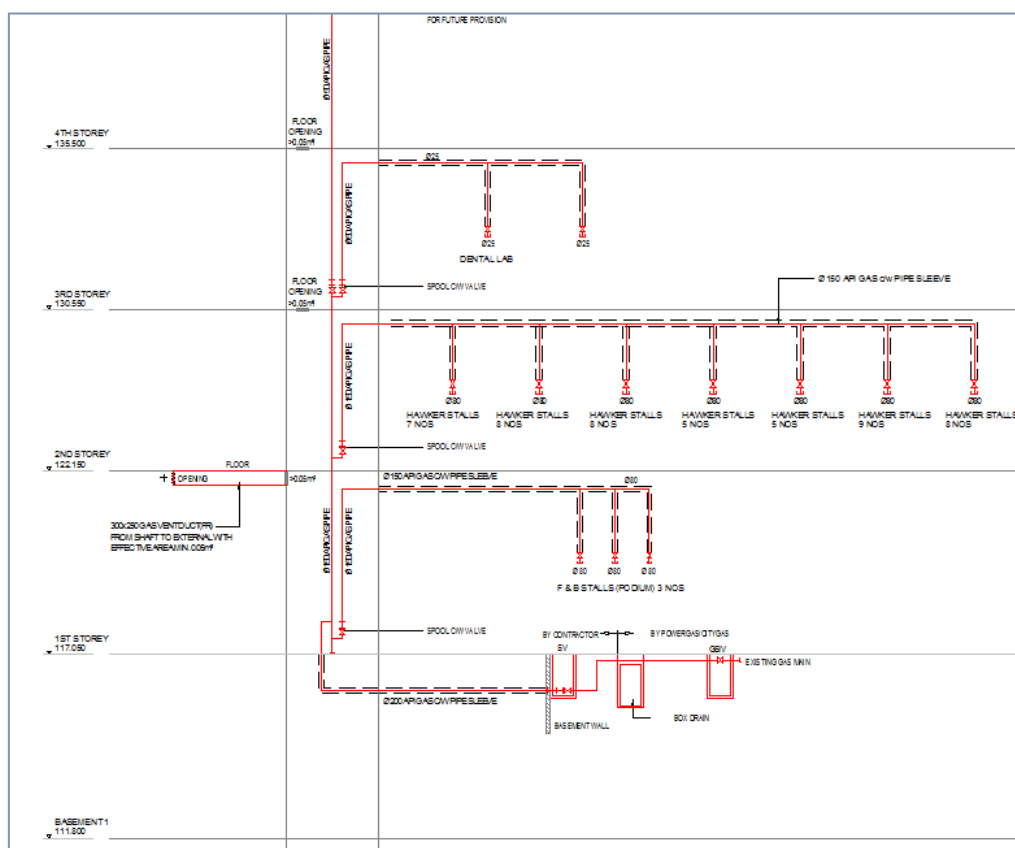 FOR FUTURE PROVISION
4TH STOREY
135.500
FLOOR
OPENING
>0.05m²
Ø25
Ø25
Ø25
DENTAL LAB
3RD STOREY
130.550
FLOOR
OPENING
>0.05m²
SPOOL C/W VALVE
Ø 150 API GAS c/w PIPE SLEEVE
Ø80
Ø80
Ø80
Ø80
Ø80
Ø80
HAWKER STALLS
7 NOS
HAWKER STALLS
8 NOS
HAWKER STALLS
8 NOS
HAWKER STALLS
5 NOS
HAWKER STALLS
5 NOS
HAWKER STALLS
9 NOS
HAWKER STALLS
8 NOS
SPOOL C/W VALVE
2ND STOREY
122.150
FLOOR
OPENING
>0.05m²
Ø150 API GAS C/W PIPE SLEEVE
Ø80
300x250 GAS VENT DUCT(FR)
FROM SHAFT TO EXTERNAL WITH
EFFECTIVE AREA MIN. 0.05m²
Ø80
Ø80
Ø80
F & B STALLS (PODIUM) 3 NOS
SPOOL C/W VALVE
1ST STOREY
117.050
BY CONTRACTOR
BY POWERGAS/CITYGAS
SV
GSIV
EXISTING GAS MAIN
Ø200 API GAS C/W PIPE SLEEVE
BASEMENT WALL
BOX DRAIN
BASEMENT 1
111.800